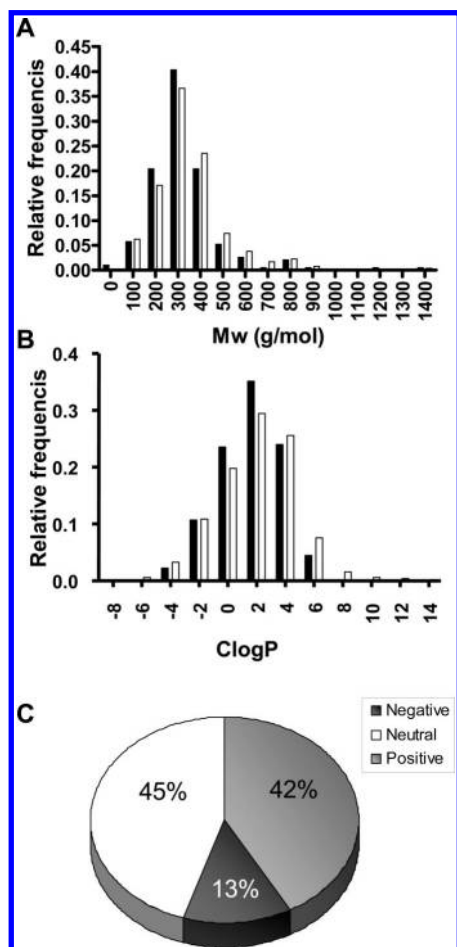 A
Relative frequencis
0.45
0.40
0.35
0.30
0.25
0.20
0.15
0.10
0.05
0.00
0 100 200 300 400 500 600 700 800 900 1000 1100 1200 1300 1400
Mw (g/mol)
B
Relative frequencis
0.4
0.3
0.2
0.1
0.0
-8 -6 -4 -2 0 2 4 6 8 10 12 14
ClogP
C
Negative
Neutral
Positive
45%
42%
13%